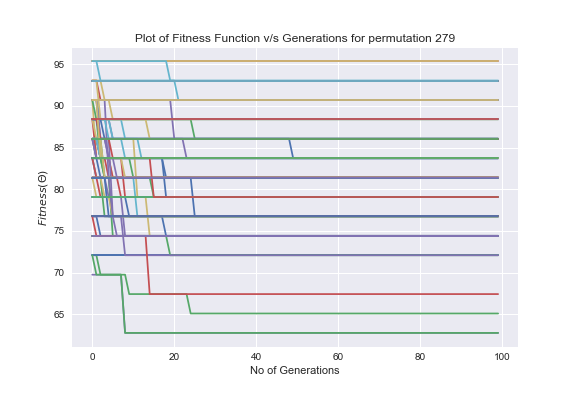 Plot of Fitness Function v/s Generations for permutation 279
95
90
85
80
75
70
65
Fitness(Θ)
0 20 40 60 80 100
No of Generations